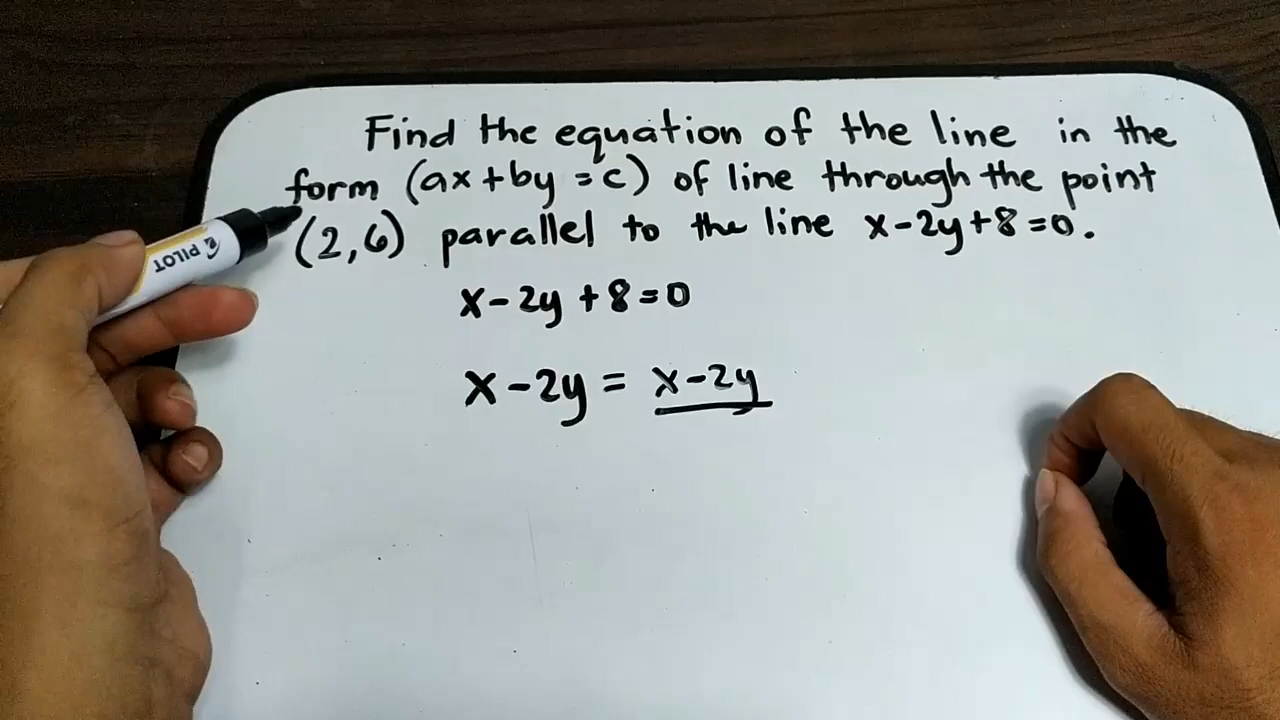 Find the equation of the line in the
form (ax+by=c) of line through the point
(2,6) parallel to the line x-2y+8=0.
x-2y+8=0
x-2y = x-2y
PILOT